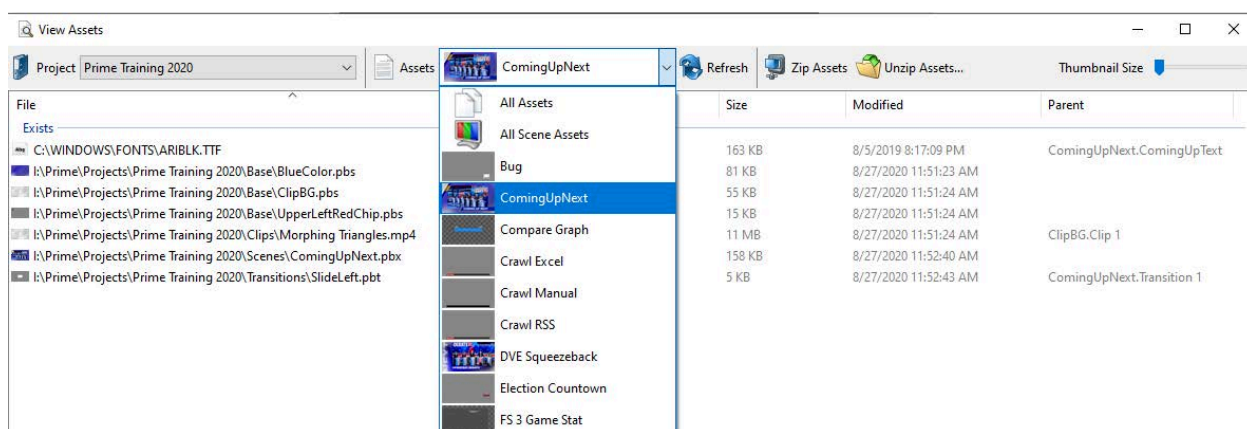 View Assets
Project Prime Training 2020 Assets ComingUpNext Refresh Zip Assets Unzip Assets... Thumbnail Size
File Size Modified Parent
Exists
C:\WINDOWS\FONTS\ARIBLK.TTF 163 KB 8/5/2019 8:17:09 PM ComingUpNext.ComingUpText
I:\Prime\Projects\Prime Training 2020\Base\BlueColor.pbs 81 KB 8/27/2020 11:51:23 AM
I:\Prime\Projects\Prime Training 2020\Base\ClipBG.pbs 55 KB 8/27/2020 11:51:24 AM
I:\Prime\Projects\Prime Training 2020\Base\UpperLeftRedChip.pbs 15 KB 8/27/2020 11:51:24 AM
I:\Prime\Projects\Prime Training 2020\Clips\Morphing Triangles.mp4 11 MB 8/27/2020 11:51:24 AM ClipBG.Clip 1
I:\Prime\Projects\Prime Training 2020\Scenes\ComingUpNext.pbx 158 KB 8/27/2020 11:52:40 AM
I:\Prime\Projects\Prime Training 2020\Transitions\SlideLeft.pbt 5 KB 8/27/2020 11:52:43 AM ComingUpNext.Transition 1
All Assets
All Scene Assets
Bug
ComingUpNext
Compare Graph
Crawl Excel
Crawl Manual
Crawl RSS
DVE Squeezeback
Election Countown
FS 3 Game Stat